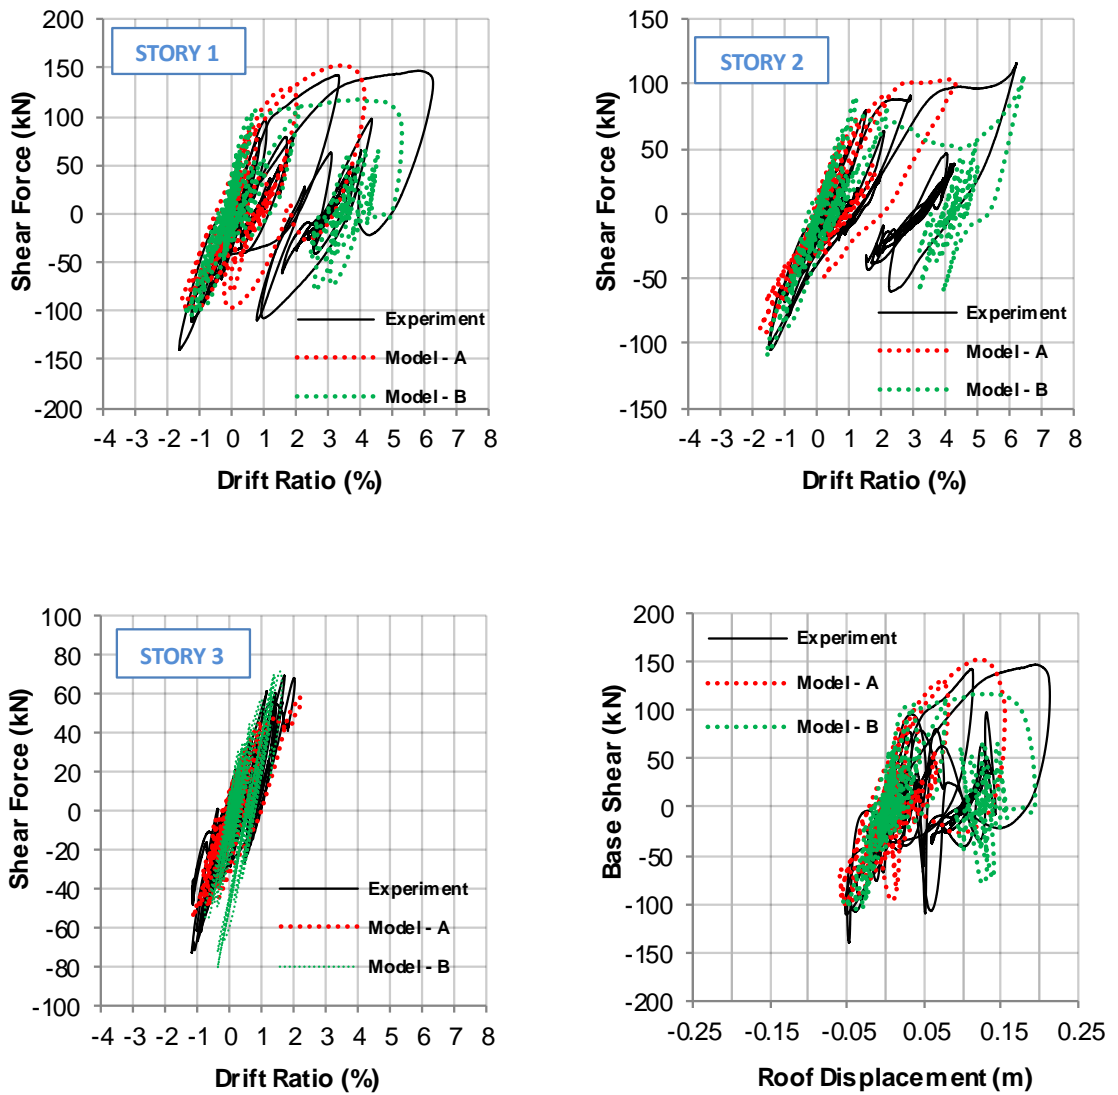 STORY 1
Shear Force (kN)
200
150
100
50
0
-50
-100
-150
-200
Experiment
Model - A
Model - B
-4 -3 -2 -1 0 1 2 3 4 5 6 7 8
Drift Ratio (%)
STORY 2
Shear Force (kN)
150
100
50
0
-50
-100
-150
Experiment
Model - A
Model - B
-4 -3 -2 -1 0 1 2 3 4 5 6 7 8
Drift Ratio (%)
STORY 3
Shear Force (kN)
100
80
60
40
20
0
-20
-40
-60
-80
-100
Experiment
Model - A
Model - B
-4 -3 -2 -1 0 1 2 3 4 5 6 7 8
Drift Ratio (%)
Base Shear (kN)
200
150
100
50
0
-50
-100
-150
-200
Experiment
Model - A
Model - B
-0.25 -0.15 -0.05 0.05 0.15 0.25
Roof Displacement (m)